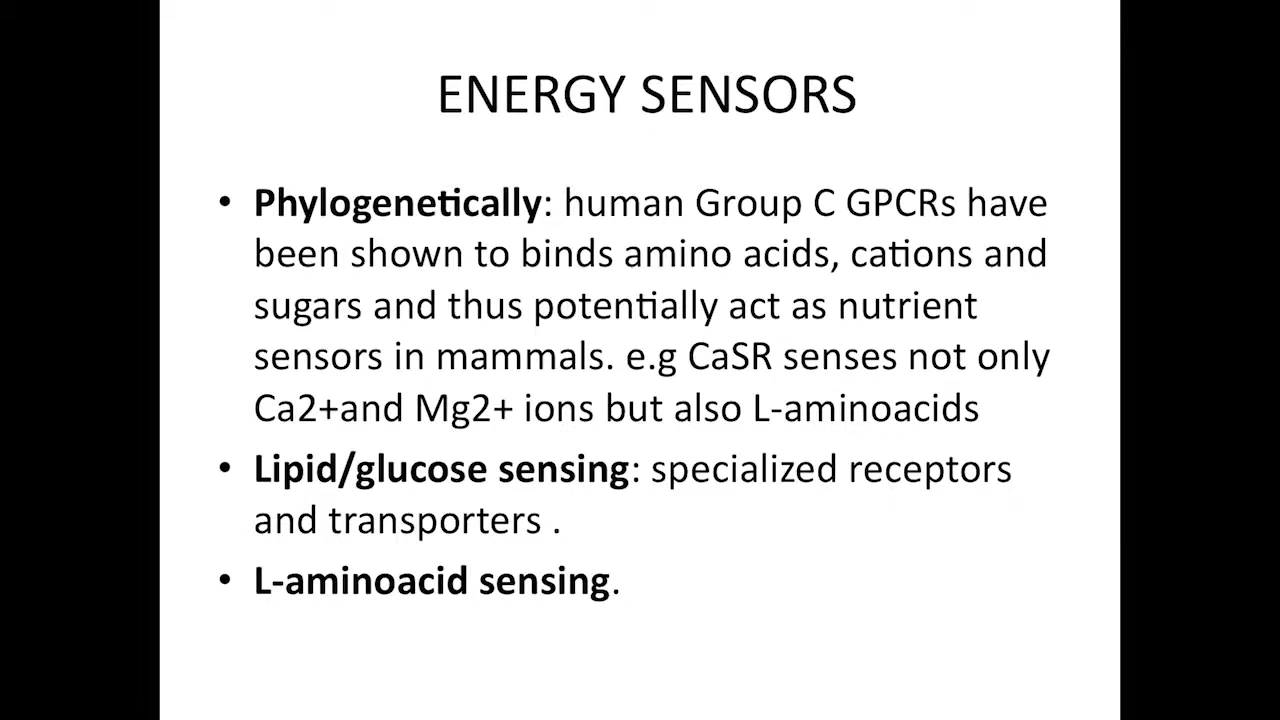 ENERGY SENSORS
• Phylogenetically: human Group C GPCRs have
been shown to binds amino acids, cations and
sugars and thus potentially act as nutrient
sensors in mammals. e.g CaSR senses not only
Ca2+and Mg2+ ions but also L-aminoacids
• Lipid/glucose sensing: specialized receptors
and transporters .
• L-aminoacid sensing.